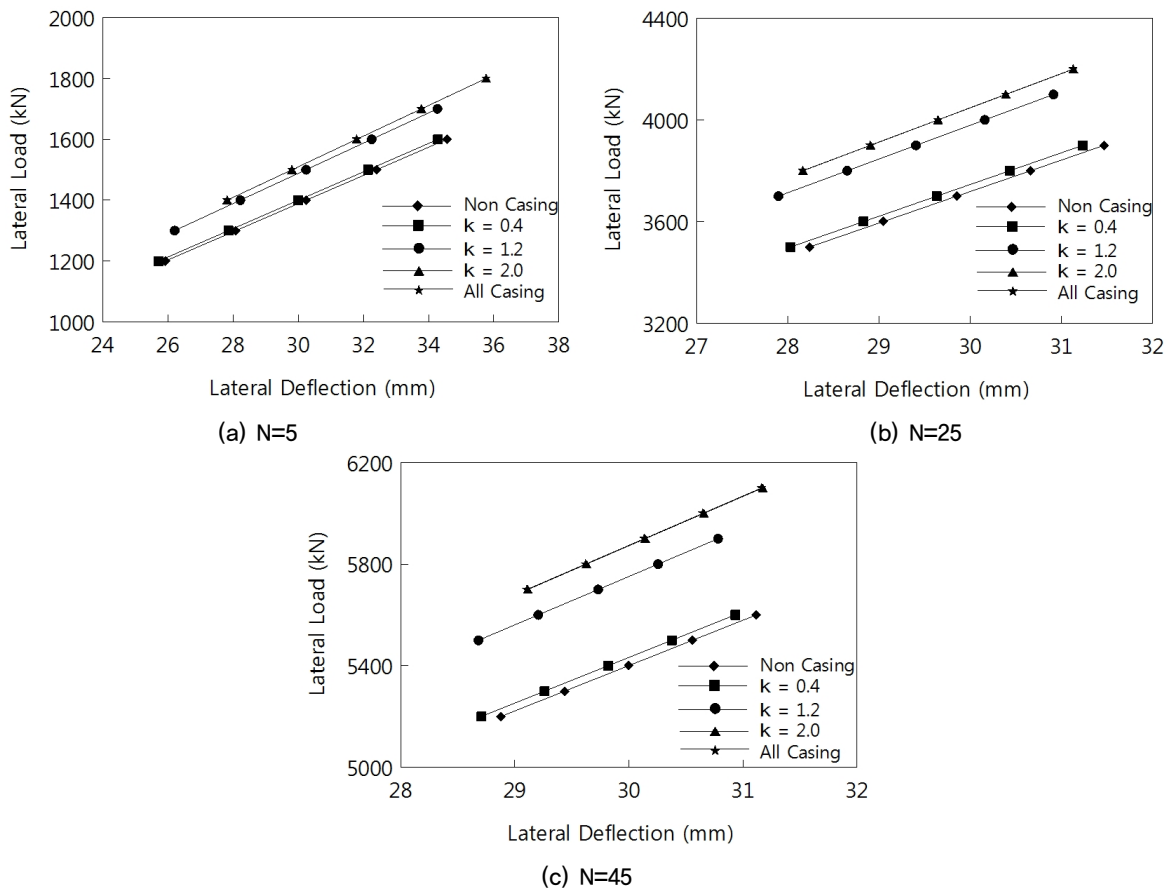 2000
1800
1600
1400
1200
1000
Lateral Load (kN)
24 26 28 30 32 34 36 38
Lateral Deflection (mm)
Non Casing
k = 0.4
k = 1.2
k = 2.0
All Casing
(a) N=5
4400
4000
3600
3200
Lateral Load (kN)
27 28 29 30 31 32
Lateral Deflection (mm)
Non Casing
k = 0.4
k = 1.2
k = 2.0
All Casing
(b) N=25
6200
5800
5400
5000
Lateral Load (kN)
28 29 30 31 32
Lateral Deflection (mm)
Non Casing
k = 0.4
k = 1.2
k = 2.0
All Casing
(c) N=45